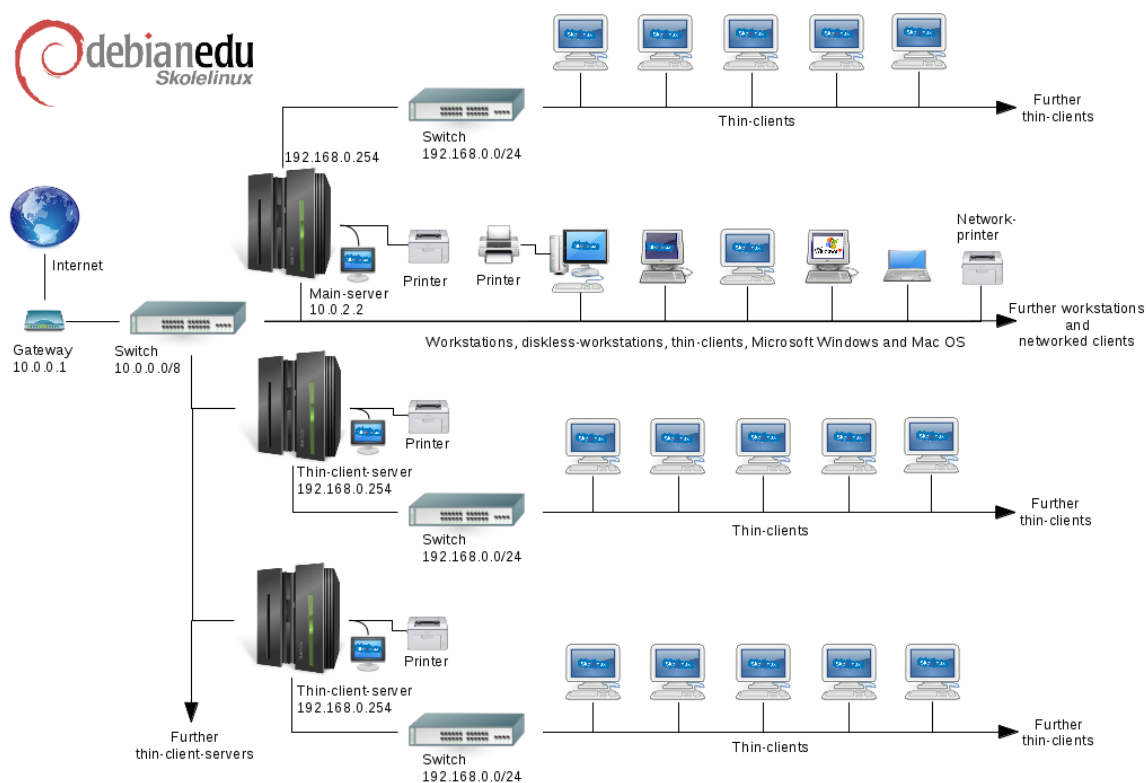 debianedu
Skolelinux
Further
thin-clients
Thin-clients
Switch
192.168.0.0/24
192.168.0.254
Internet
Main-server
10.0.2.2
Printer
Printer
Network-
printer
Windows
Gateway
10.0.0.1
Switch
10.0.0.0/8
Workstations, diskless-workstations, thin-clients, Microsoft Windows and Mac OS
Further workstations
and
networked clients
Printer
Thin-client-server
192.168.0.254
Switch
192.168.0.0/24
Thin-clients
Further
thin-clients
Printer
Thin-client-server
192.168.0.254
Further
thin-client-servers
Switch
192.168.0.0/24
Thin-clients
Further
thin-clients